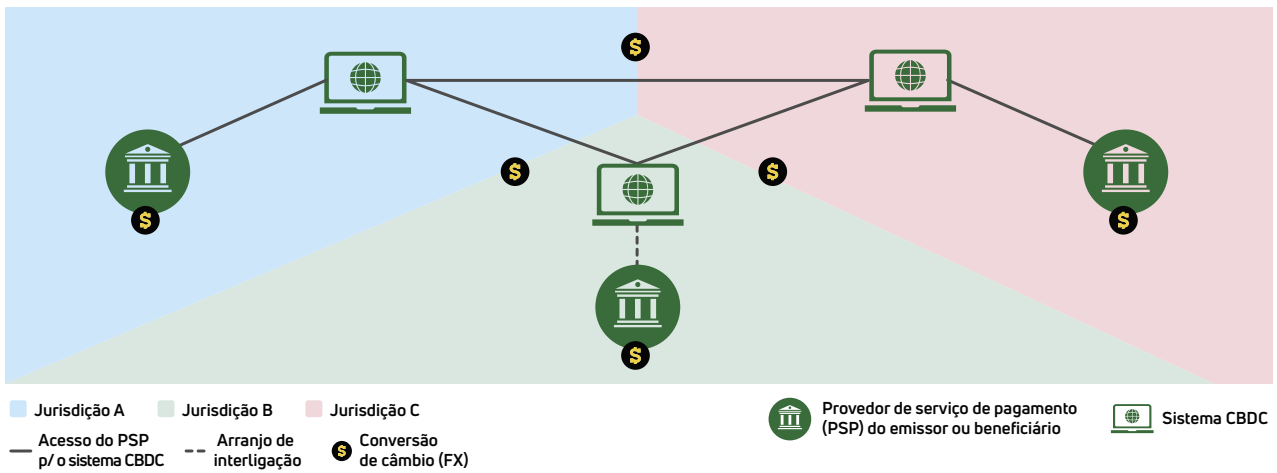 Jurisdição A
Jurisdição B
Jurisdição C
Acesso do PSP
p/ o sistema CBDC
Arranjo de
interligação
$ Conversão
de câmbio (FX)
Provedor de serviço de pagamento
(PSP) do emissor ou beneficiário
Sistema CBDC
$
$
$
$
$
$